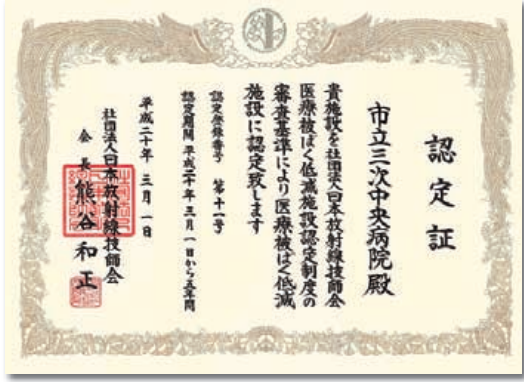 認定証
市立三次中央病院殿
貴施設を社団法人日本放射線技師会
医療被ばく低減施設認定制度の
審査基準により医療被ばく低減
施設に認定致します
認定登録番号 第十一号
認定期間 平成二十年三月一日から五年間
平成二十年三月一日
社団法人日本放射線技師会
会長 熊谷和正